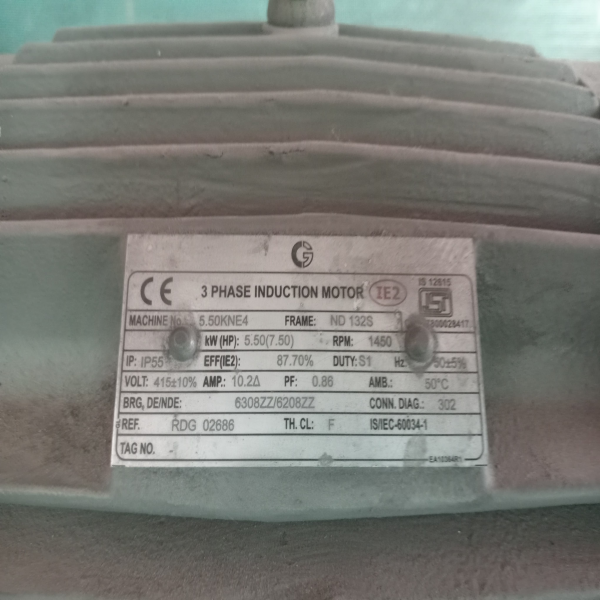 CG
CE 3 PHASE INDUCTION MOTOR IE2 IS 12615
ISI
MACHINE No. 5.50KNE4 FRAME: ND 132S
kW (HP): 5.50(7.50) RPM: 1450
IP: IP55 EFF(IE2): 87.70% DUTY: S1 Hz 50±5%
VOLT: 415±10% AMP.: 10.2Δ PF: 0.86 AMB.: 50°C
BRG, DE/NDE: 6308ZZ/6208ZZ CONN. DIAG.: 302
REF. RDG 02686 TH. CL: F IS/IEC-60034-1
TAG NO.